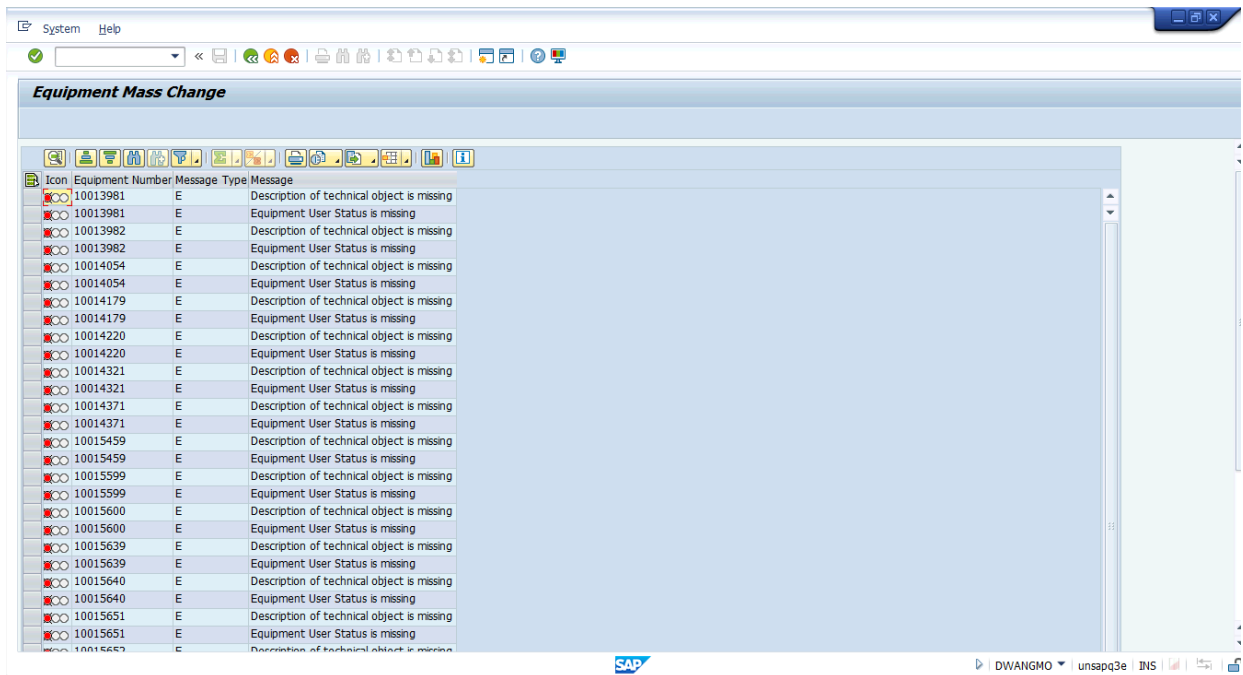 System Help
Equipment Mass Change
Icon Equipment Number Message Type Message
10013981 E Description of technical object is missing
10013981 E Equipment User Status is missing
10013982 E Description of technical object is missing
10013982 E Equipment User Status is missing
10014054 E Description of technical object is missing
10014054 E Equipment User Status is missing
10014179 E Description of technical object is missing
10014179 E Equipment User Status is missing
10014220 E Description of technical object is missing
10014220 E Equipment User Status is missing
10014321 E Description of technical object is missing
10014321 E Equipment User Status is missing
10014371 E Description of technical object is missing
10014371 E Equipment User Status is missing
10015459 E Description of technical object is missing
10015459 E Equipment User Status is missing
10015599 E Description of technical object is missing
10015599 E Equipment User Status is missing
10015600 E Description of technical object is missing
10015600 E Equipment User Status is missing
10015639 E Description of technical object is missing
10015639 E Equipment User Status is missing
10015640 E Description of technical object is missing
10015640 E Equipment User Status is missing
10015651 E Description of technical object is missing
10015651 E Equipment User Status is missing
10015652 E Description of technical object is missing
SAP DWANGMO unsapq3e INS